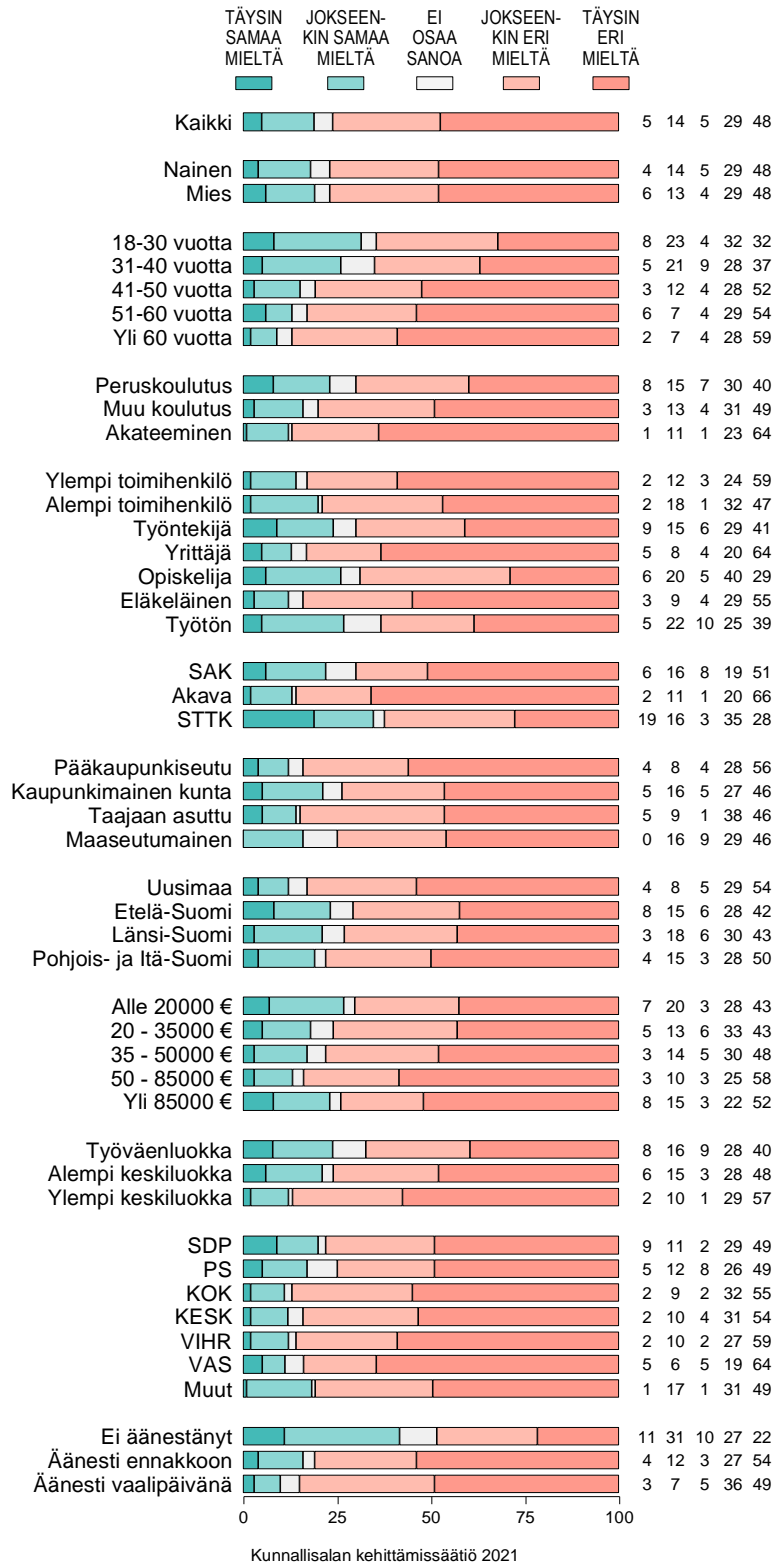 TÄYSIN SAMAA MIELTÄ
JOKSEEN-KIN SAMAA MIELTÄ
EI OSAA SANOA
JOKSEEN-KIN ERI MIELTÄ
TÄYSIN ERI MIELTÄ
Kaikki 5 14 5 29 48
Nainen 4 14 5 29 48
Mies 6 13 4 29 48
18-30 vuotta 8 23 4 32 32
31-40 vuotta 5 21 9 28 37
41-50 vuotta 3 12 4 28 52
51-60 vuotta 6 7 4 29 54
Yli 60 vuotta 2 7 4 28 59
Peruskoulutus 8 15 7 30 40
Muu koulutus 3 13 4 31 49
Akateeminen 1 11 1 23 64
Ylempi toimihenkilö 2 12 3 24 59
Alempi toimihenkilö 2 18 1 32 47
Työntekijä 9 15 6 29 41
Yrittäjä 5 8 4 20 64
Opiskelija 6 20 5 40 29
Eläkeläinen 3 9 4 29 55
Työtön 5 22 10 25 39
SAK 6 16 8 19 51
Akava 2 11 1 20 66
STTK 19 16 3 35 28
Pääkaupunkiseutu 4 8 4 28 56
Kaupunkimainen kunta 5 16 5 27 46
Taajaan asuttu 5 9 1 38 46
Maaseutumainen 0 16 9 29 46
Uusimaa 4 8 5 29 54
Etelä-Suomi 8 15 6 28 42
Länsi-Suomi 3 18 6 30 43
Pohjois- ja Itä-Suomi 4 15 3 28 50
Alle 20000 € 7 20 3 28 43
20 - 35000 € 5 13 6 33 43
35 - 50000 € 3 14 5 30 48
50 - 85000 € 3 10 3 25 58
Yli 85000 € 8 15 3 22 52
Työväenluokka 8 16 9 28 40
Alempi keskiluokka 6 15 3 28 48
Ylempi keskiluokka 2 10 1 29 57
SDP 9 11 2 29 49
PS 5 12 8 26 49
KOK 2 9 2 32 55
KESK 2 10 4 31 54
VIHR 2 10 2 27 59
VAS 5 6 5 19 64
Muut 1 17 1 31 49
Ei äänestänyt 11 31 10 27 22
Äänesti ennakkoon 4 12 3 27 54
Äänesti vaalipäivänä 3 7 5 36 49
0 25 50 75 100
Kunnallisalan kehittämissäätiö 2021